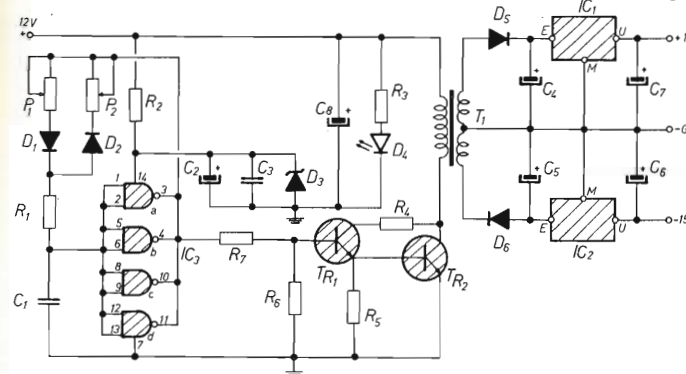 12V
+
P1
P2
R2
D1
D2
R1
C1
1
2
14
3
a
5
6
4
b
IC3
8
9
10
c
12
13
11
d
7
C2
+
C3
D3
C8
+
R3
D4
R7
R6
TR1
R4
R5
TR2
T1
D5
D6
+
C4
+
C5
E
IC1
U
M
+
C7
+
C6
M
E
U
IC2
+1
-0
-15